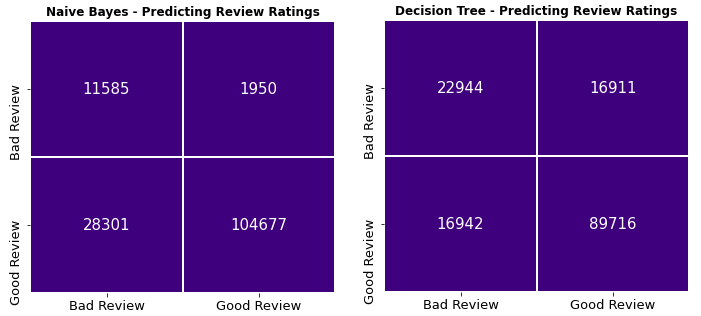 Naive Bayes - Predicting Review Ratings
Bad Review
11585 1950
Good Review
28301 104677
Bad Review Good Review
Decision Tree - Predicting Review Ratings
Bad Review
22944 16911
Good Review
16942 89716
Bad Review Good Review